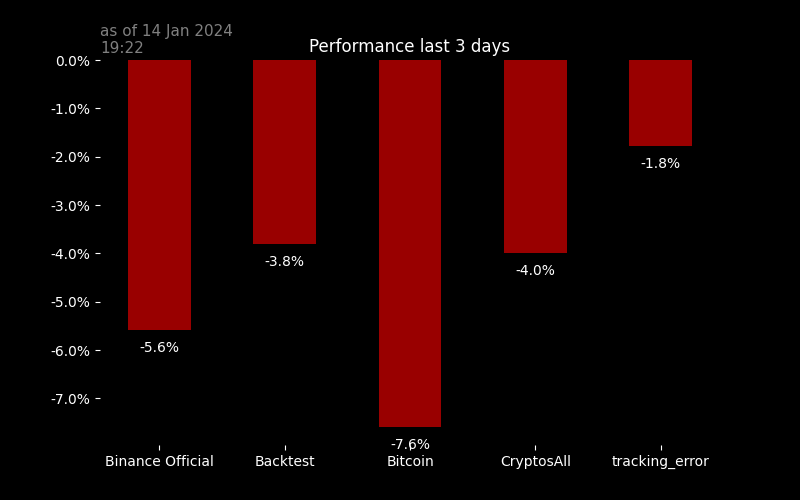 as of 14 Jan 2024
19:22
Performance last 3 days
0.0%
-1.0%
-2.0%
-3.0%
-4.0%
-5.0%
-6.0%
-7.0%
-5.6%
-3.8%
-7.6%
-4.0%
-1.8%
Binance Official
Backtest
Bitcoin
CryptosAll
tracking_error